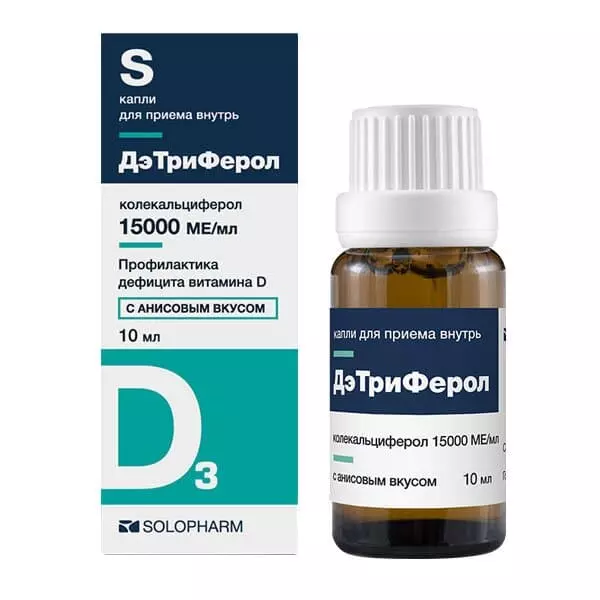 S
капли
для приема внутрь
ДэТриФерол
колекальциферол
15000 МЕ/мл
Профилактика
дефицита витамина D
С АНИСОВЫМ ВКУСОМ
10 мл
D3
SOLOPHARM
капли для приема внутрь
ДэТриФерол
колекальциферол 15000 МЕ/мл
с анисовым вкусом 10 мл